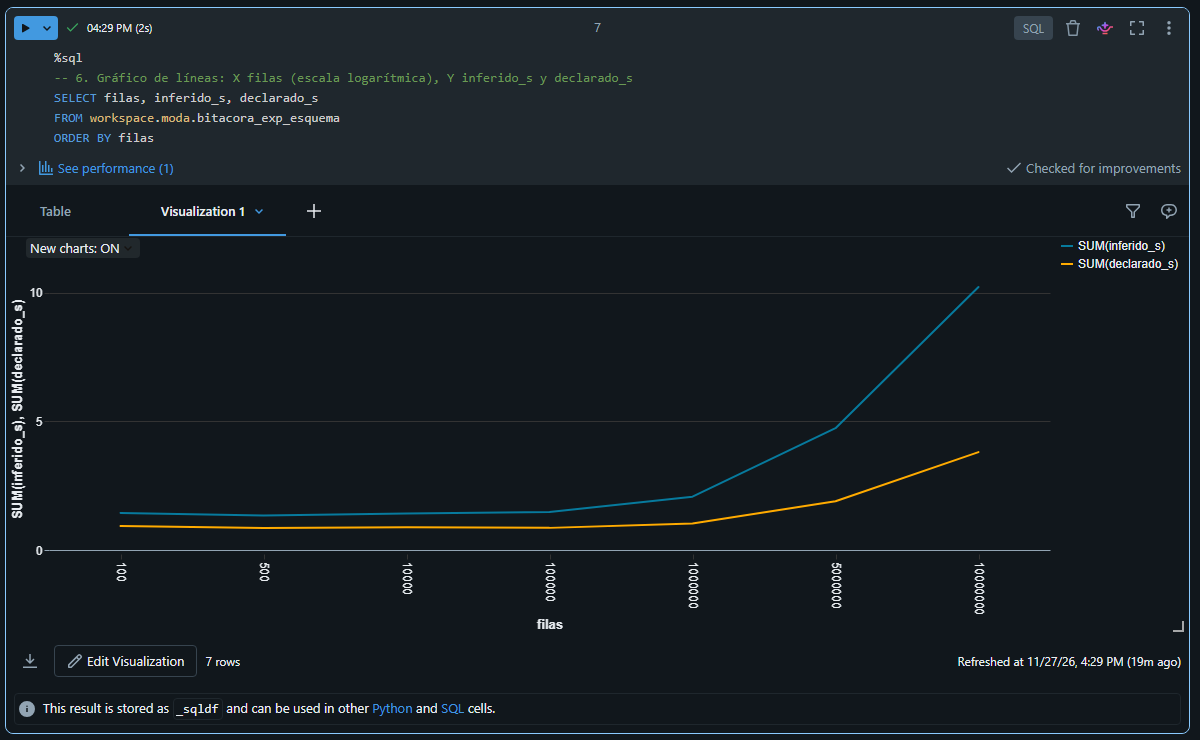 04:29 PM (2s)
7
SQL
%sql
-- 6. Gráfico de líneas: X filas (escala logarítmica), Y inferido_s y declarado_s
SELECT filas, inferido_s, declarado_s
FROM workspace.moda.bitacora_exp_esquema
ORDER BY filas
See performance (1)
Checked for improvements
Table
Visualization 1
New charts: ON
SUM(inferido_s)
SUM(declarado_s)
SUM(inferido_s), SUM(declarado_s)
10
5
0
100
500
10000
100000
1000000
5000000
10000000
filas
Edit Visualization
7 rows
Refreshed at 11/27/26, 4:29 PM (19m ago)
This result is stored as _sqldf and can be used in other Python and SQL cells.